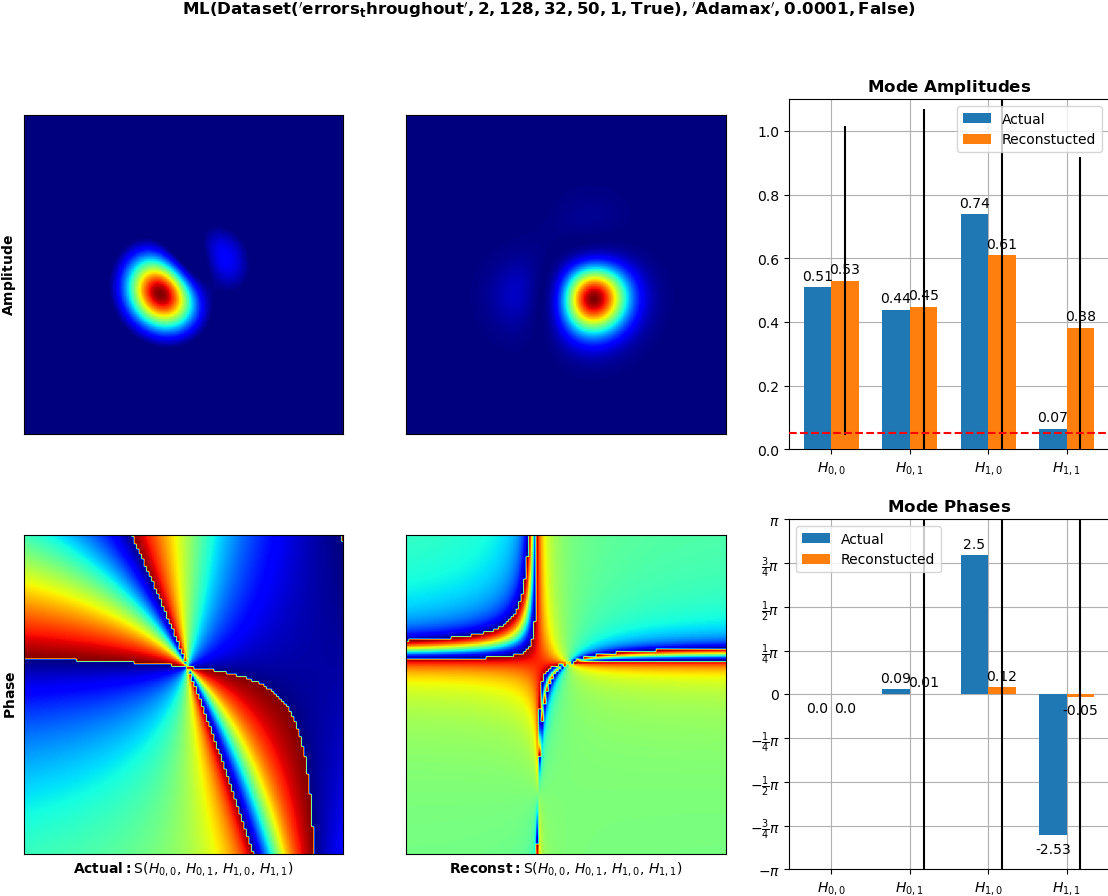 ML(Dataset('errorsₜhroughout', 2, 128, 32, 50, 1, True), 'Adamax', 0.0001, False)
Amplitude
Mode Amplitudes
Actual
Reconstucted
1.0
0.8
0.6
0.4
0.2
0.0
0.51
0.53
0.44
0.45
0.74
0.61
0.07
0.38
H0,0
H0,1
H1,0
H1,1
Phase
Actual: S(H0,0, H0,1, H1,0, H1,1)
Reconst: S(H0,0, H0,1, H1,0, H1,1)
Mode Phases
Actual
Reconstucted
π
3/4π
1/2π
1/4π
0
−1/4π
−1/2π
−3/4π
−π
0.0
0.0
0.09
0.01
2.5
0.12
-2.53
-0.05
H0,0
H0,1
H1,0
H1,1